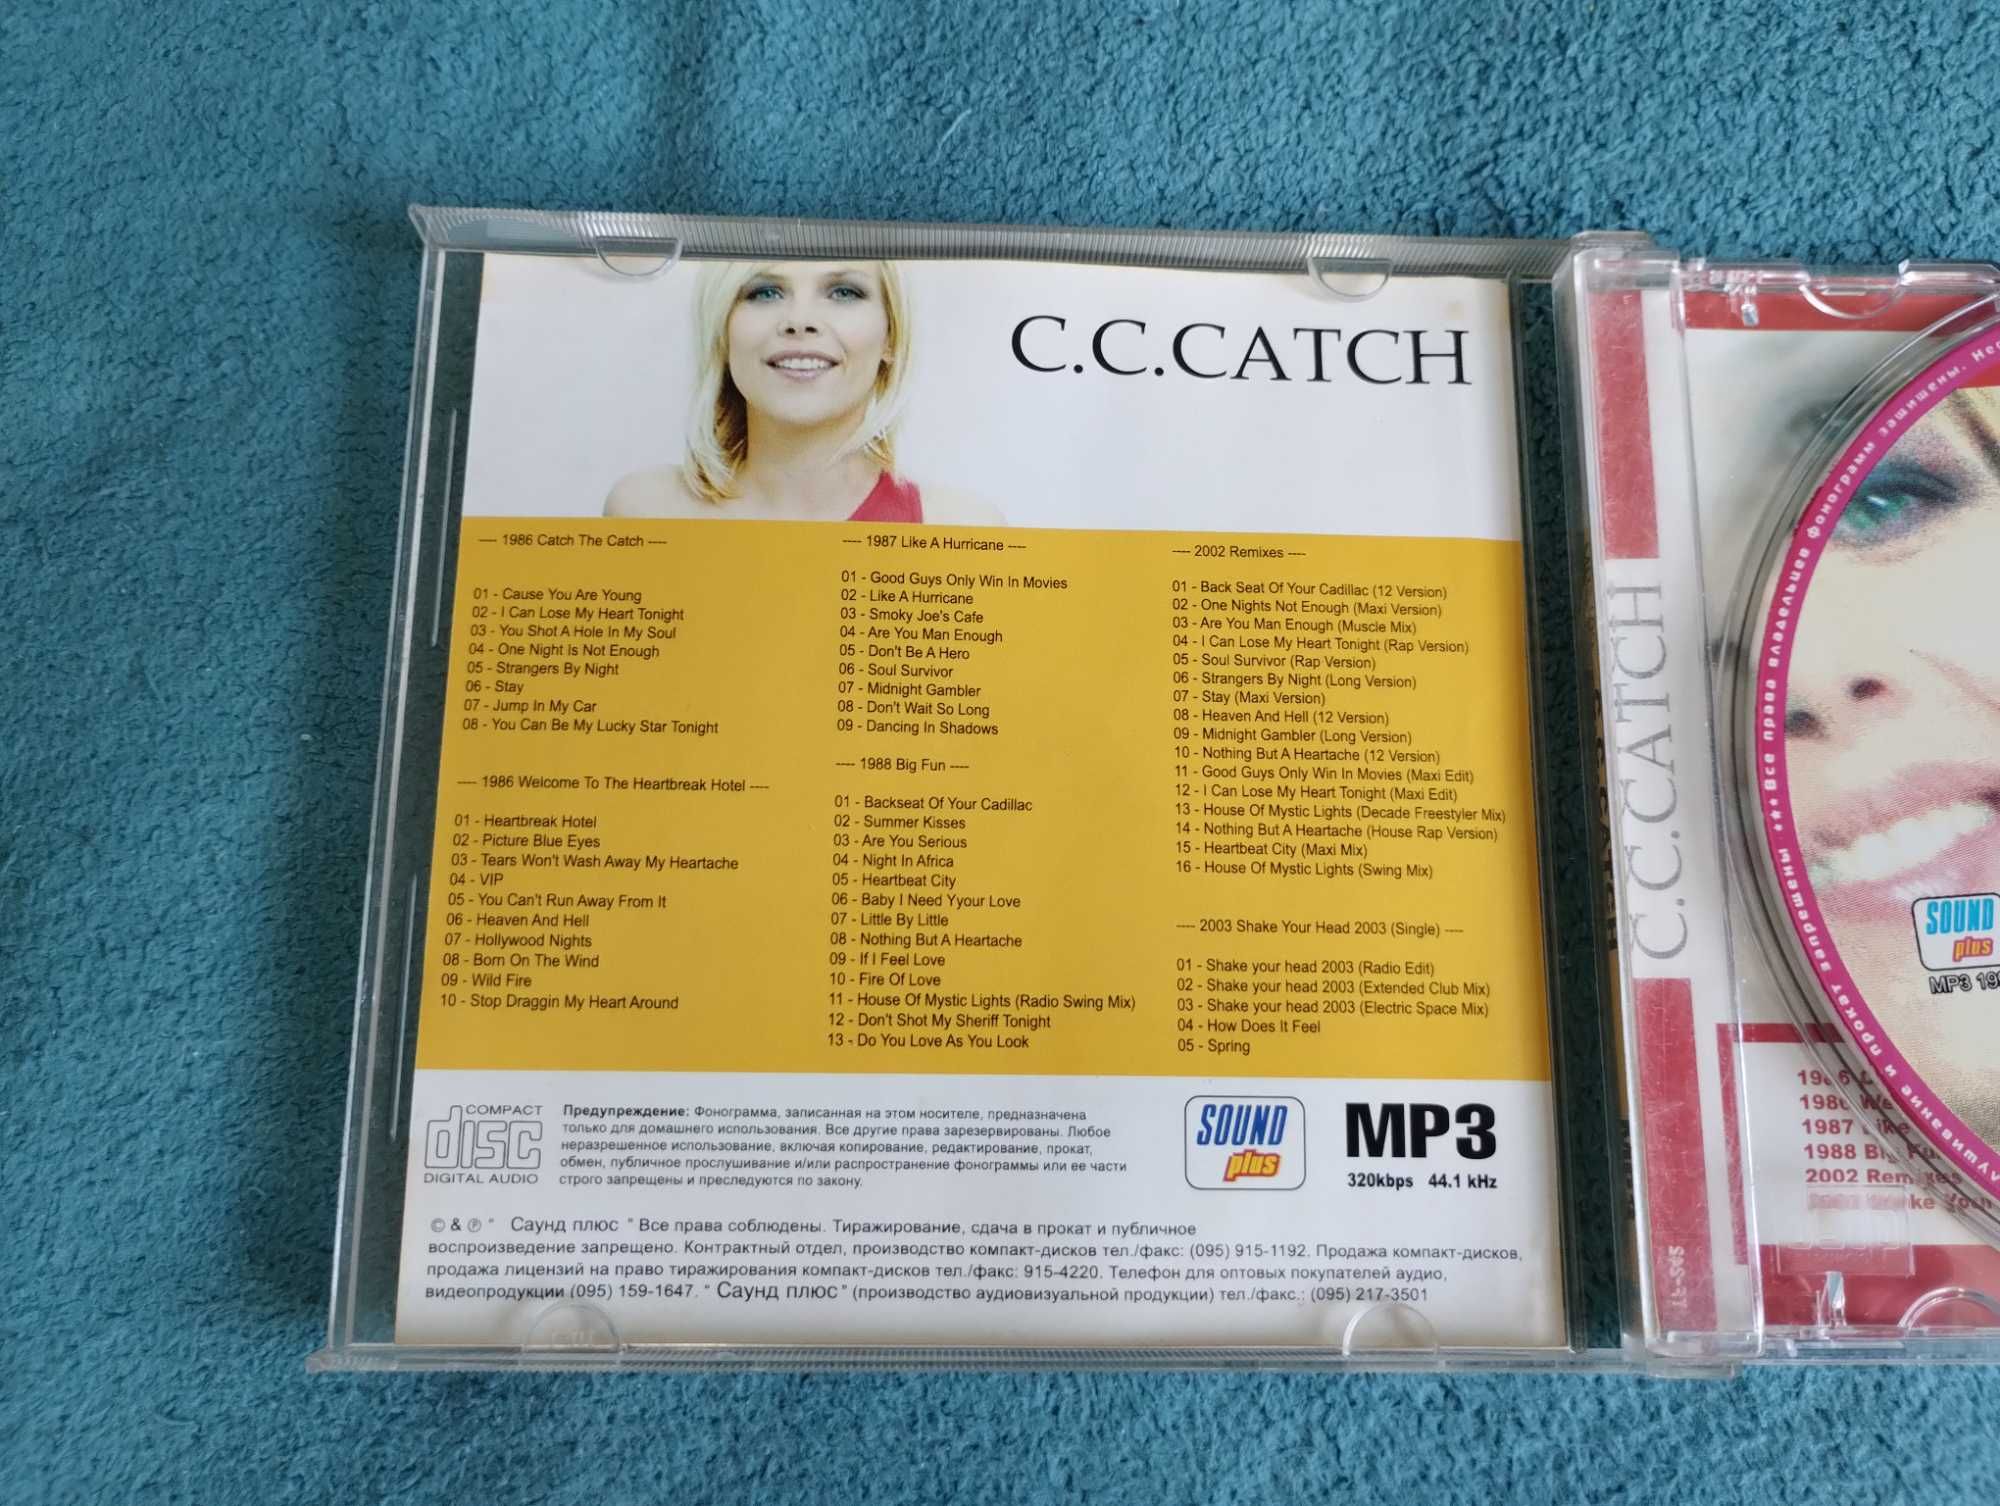 C.C.CATCH
---- 1986 Catch The Catch ----
01 - Cause You Are Young
02 - I Can Lose My Heart Tonight
03 - You Shot A Hole In My Soul
04 - One Night Is Not Enough
05 - Strangers By Night
06 - Stay
07 - Jump In My Car
08 - You Can Be My Lucky Star Tonight
---- 1986 Welcome To The Heartbreak Hotel ----
01 - Heartbreak Hotel
02 - Picture Blue Eyes
03 - Tears Won't Wash Away My Heartache
04 - VIP
05 - You Can't Run Away From It
06 - Heaven And Hell
07 - Hollywood Nights
08 - Born On The Wind
09 - Wild Fire
10 - Stop Draggin My Heart Around
---- 1987 Like A Hurricane ----
01 - Good Guys Only Win In Movies
02 - Like A Hurricane
03 - Smoky Joe's Cafe
04 - Are You Man Enough
05 - Don't Be A Hero
06 - Soul Survivor
07 - Midnight Gambler
08 - Don't Wait So Long
09 - Dancing In Shadows
---- 1988 Big Fun ----
01 - Backseat Of Your Cadillac
02 - Summer Kisses
03 - Are You Serious
04 - Night In Africa
05 - Heartbeat City
06 - Baby I Need Yyour Love
07 - Little By Little
08 - Nothing But A Heartache
09 - If I Feel Love
10 - Fire Of Love
11 - House Of Mystic Lights (Radio Swing Mix)
12 - Don't Shot My Sheriff Tonight
13 - Do You Love As You Look
---- 2002 Remixes ----
01 - Back Seat Of Your Cadillac (12 Version)
02 - One Nights Not Enough (Maxi Version)
03 - Are You Man Enough (Muscle Mix)
04 - I Can Lose My Heart Tonight (Rap Version)
05 - Soul Survivor (Rap Version)
06 - Strangers By Night (Long Version)
07 - Stay (Maxi Version)
08 - Heaven And Hell (12 Version)
09 - Midnight Gambler (Long Version)
10 - Nothing But A Heartache (12 Version)
11 - Good Guys Only Win In Movies (Maxi Edit)
12 - I Can Lose My Heart Tonight (Maxi Edit)
13 - House Of Mystic Lights (Decade Freestyler Mix)
14 - Nothing But A Heartache (House Rap Version)
15 - Heartbeat City (Maxi Mix)
16 - House Of Mystic Lights (Swing Mix)
---- 2003 Shake Your Head 2003 (Single) ----
01 - Shake your head 2003 (Radio Edit)
02 - Shake your head 2003 (Extended Club Mix)
03 - Shake your head 2003 (Electric Space Mix)
04 - How Does It Feel
05 - Spring
COMPACT
disc
DIGITAL AUDIO
Предупреждение: Фонограмма, записанная на этом носителе, предназначена
только для домашнего использования. Все другие права зарезервированы. Любое
неразрешенное использование, включая копирование, редактирование, прокат,
обмен, публичное прослушивание и/или распространение фонограммы или ее части
строго запрещены и преследуются по закону.
SOUND
plus
MP3
320kbps 44.1 kHz
© & ℗ " Саунд плюс " Все права соблюдены. Тиражирование, сдача в прокат и публичное
воспроизведение запрещено. Контрактный отдел, производство компакт-дисков тел./факс: (095) 915-1192. Продажа компакт-дисков,
продажа лицензий на право тиражирования компакт-дисков тел./факс: 915-4220. Телефон для оптовых покупателей аудио,
видеопродукции (095) 159-1647. " Саунд плюс " (производство аудиовизуальной продукции) тел./факс.: (095) 217-3501
C.C.CATCH
прокат запрещены *** Все права владельцев фонограмм защищены.
SOUND
plus
MP3
1987
1988 Big
2002 Remixes